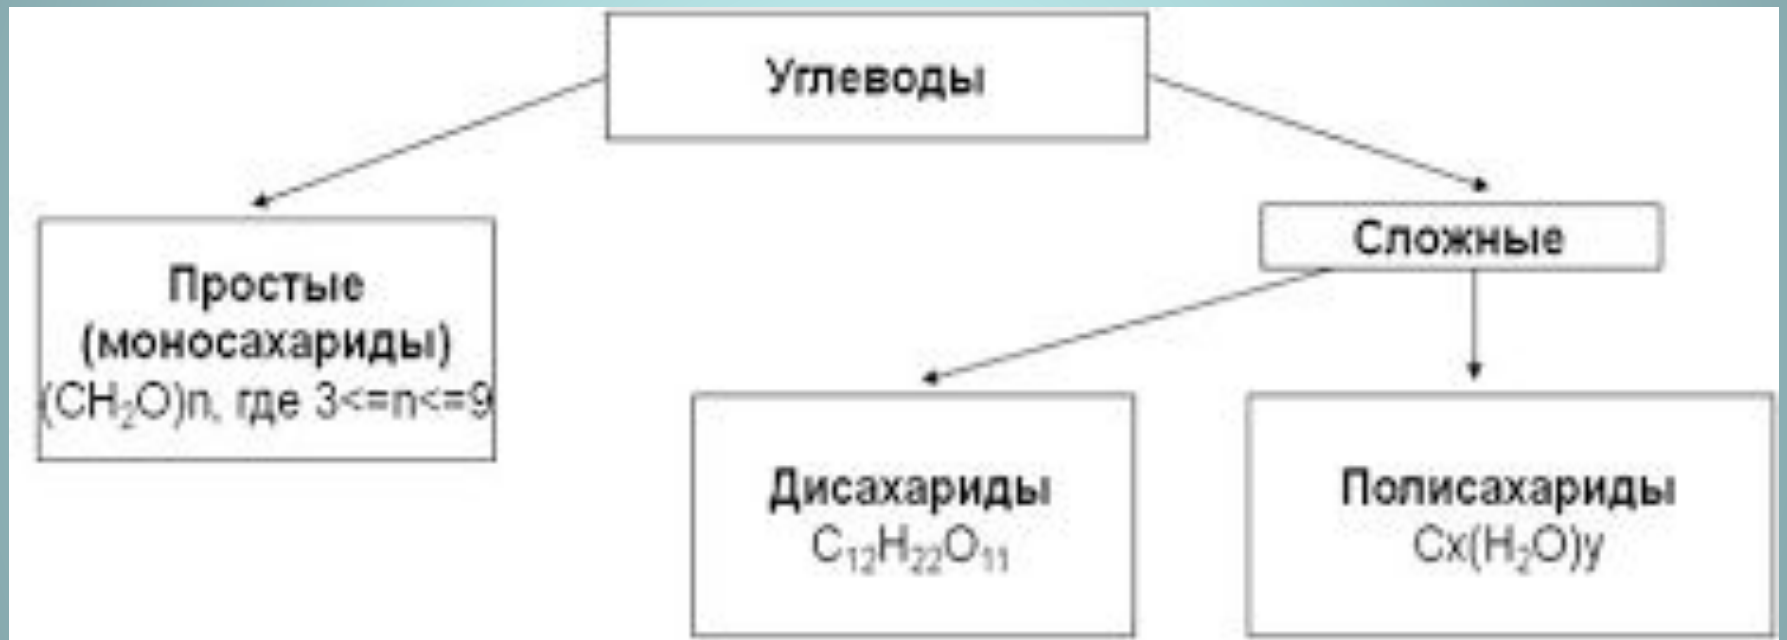 Углеводы
Простые
(моносахариды)
(CH₂O)n, где 3<=n<=9
Сложные
Дисахариды
C₁₂H₂₂O₁₁
Полисахариды
Cx(H₂O)y